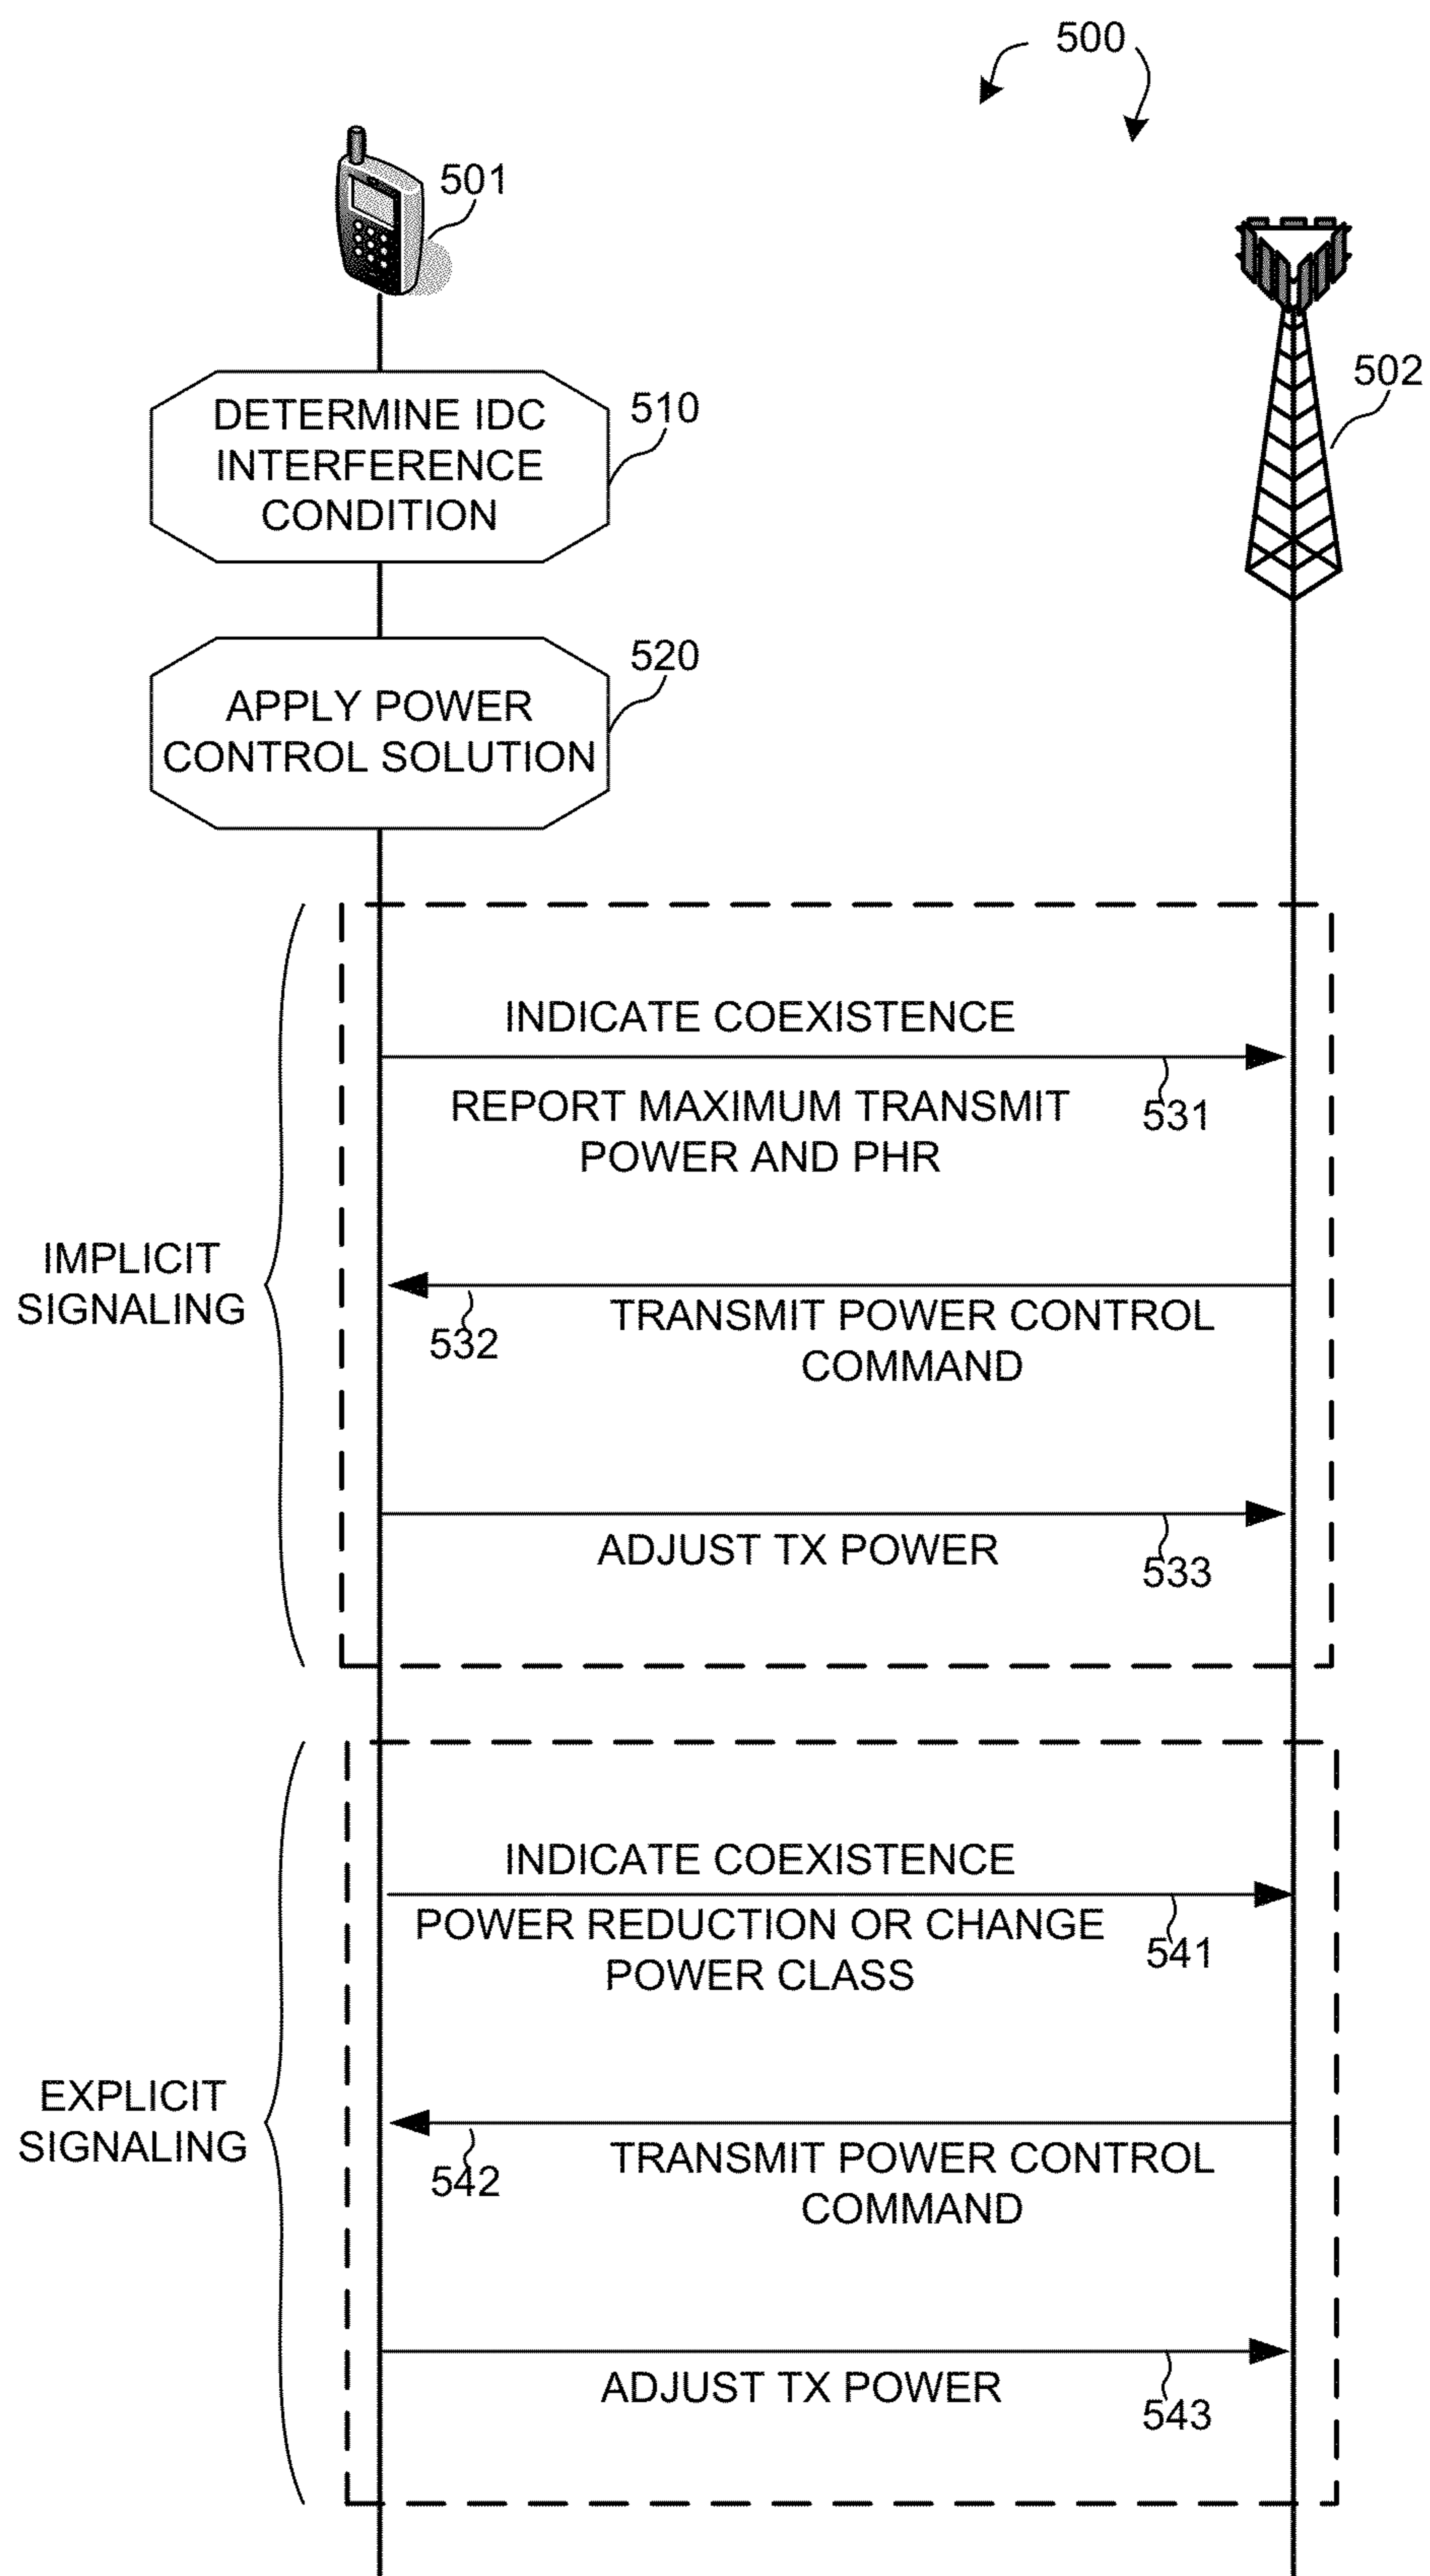 500
501
502
DETERMINE IDC
INTERFERENCE
CONDITION
510
APPLY POWER
CONTROL SOLUTION
520
IMPLICIT
SIGNALING
INDICATE COEXISTENCE
REPORT MAXIMUM TRANSMIT
POWER AND PHR
531
TRANSMIT POWER CONTROL
COMMAND
532
ADJUST TX POWER
533
EXPLICIT
SIGNALING
INDICATE COEXISTENCE
POWER REDUCTION OR CHANGE
POWER CLASS
541
TRANSMIT POWER CONTROL
COMMAND
542
ADJUST TX POWER
543